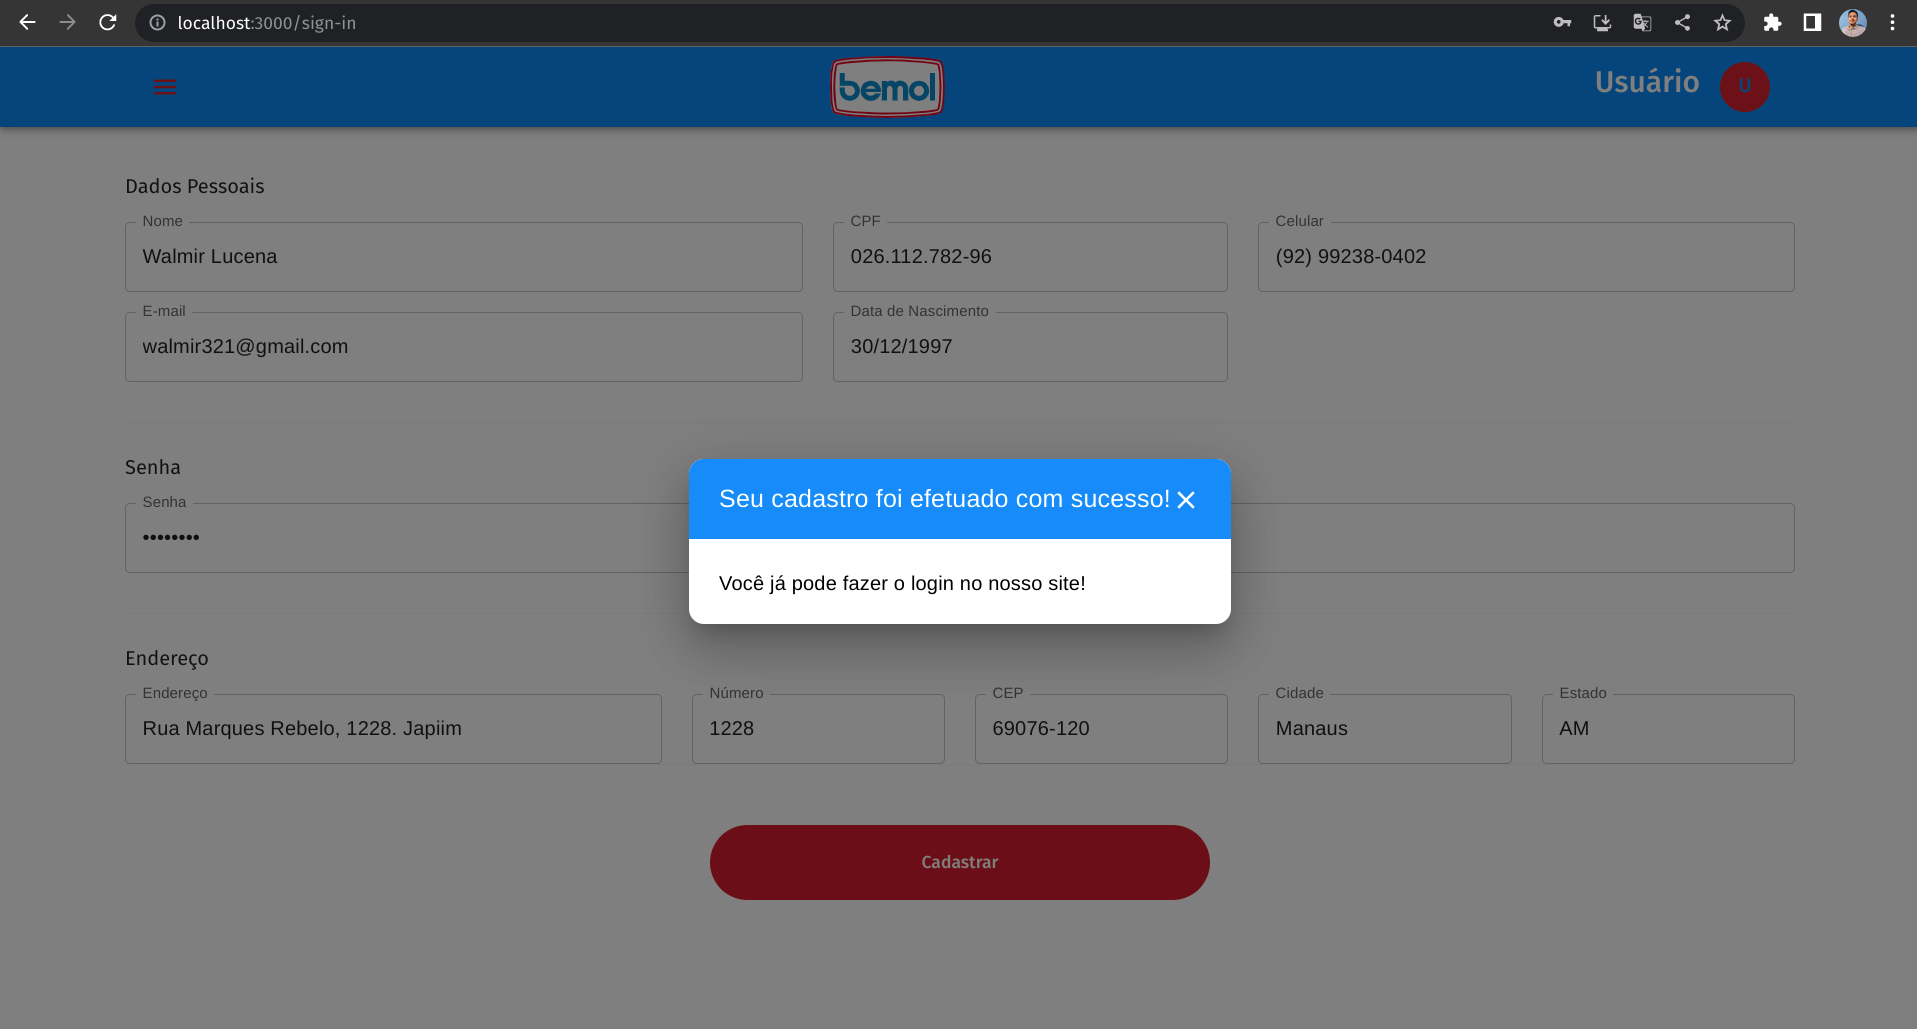 localhost:3000/sign-in
bemol
Usuário
U
Dados Pessoais
Nome
CPF
Celular
Walmir Lucena
026.112.782-96
(92) 99238-0402
E-mail
Data de Nascimento
walmir321@gmail.com
30/12/1997
Senha
Senha
••••••••
Seu cadastro foi efetuado com sucesso!
Você já pode fazer o login no nosso site!
Endereço
Endereço
Número
CEP
Cidade
Estado
Rua Marques Rebelo, 1228. Japiim
1228
69076-120
Manaus
AM
Cadastrar